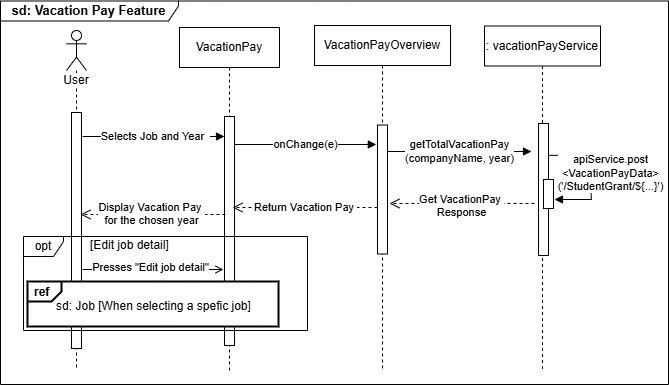 sd: Vacation Pay Feature
VacationPay
VacationPayOverview
: vacationPayService
User
Selects Job and Year
onChange(e)
getTotalVacationPay
(companyName, year)
apiService.post
<VacationPayData>
('/StudentGrant/${...}')
Get VacationPay
Response
Return Vacation Pay
Display Vacation Pay
for the chosen year
opt
[Edit job detail]
Presses "Edit job detail"
ref
sd: Job [When selecting a spefic job]